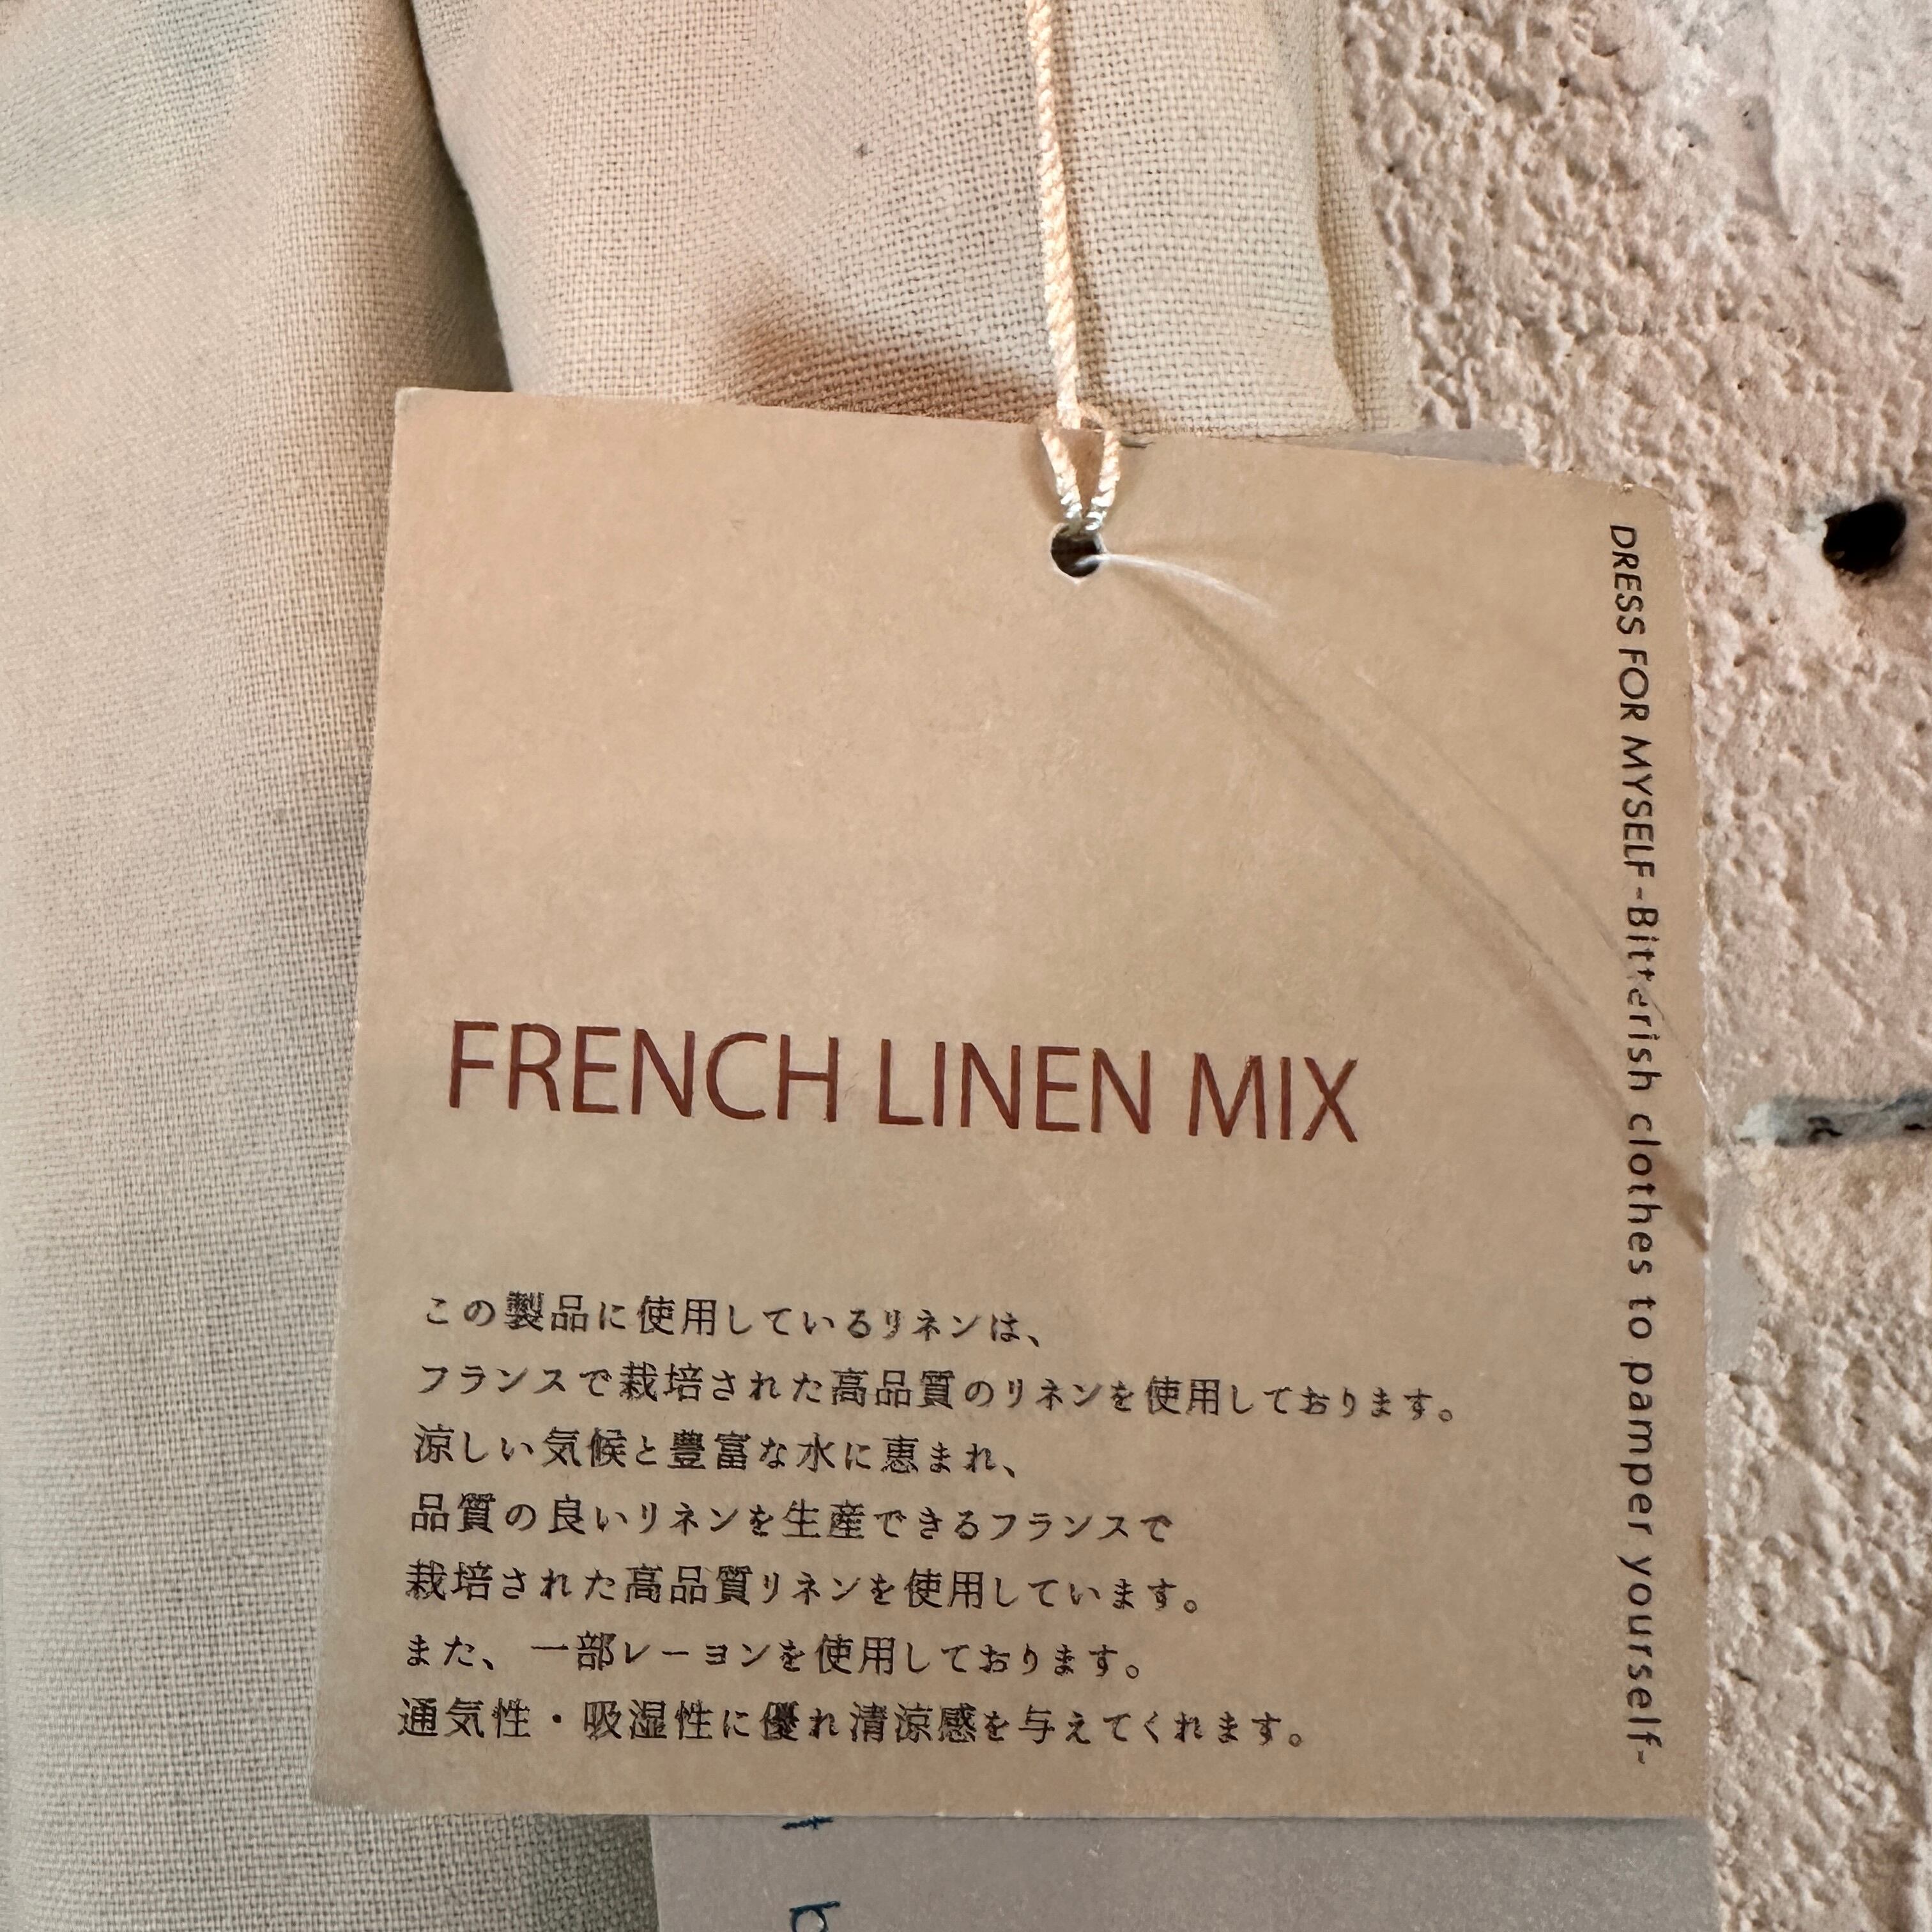 DRESS FOR MYSELF -Bitterish clothes to pamper yourself-
FRENCH LINEN MIX
この製品に使用しているリネンは、
フランスで栽培された高品質のリネンを使用しております。
涼しい気候と豊富な水に恵まれ、
品質の良いリネンを生産できるフランスで
栽培された高品質リネンを使用しています。
また、一部レーヨンを使用しております。
通気性・吸湿性に優れ清涼感を与えてくれます。